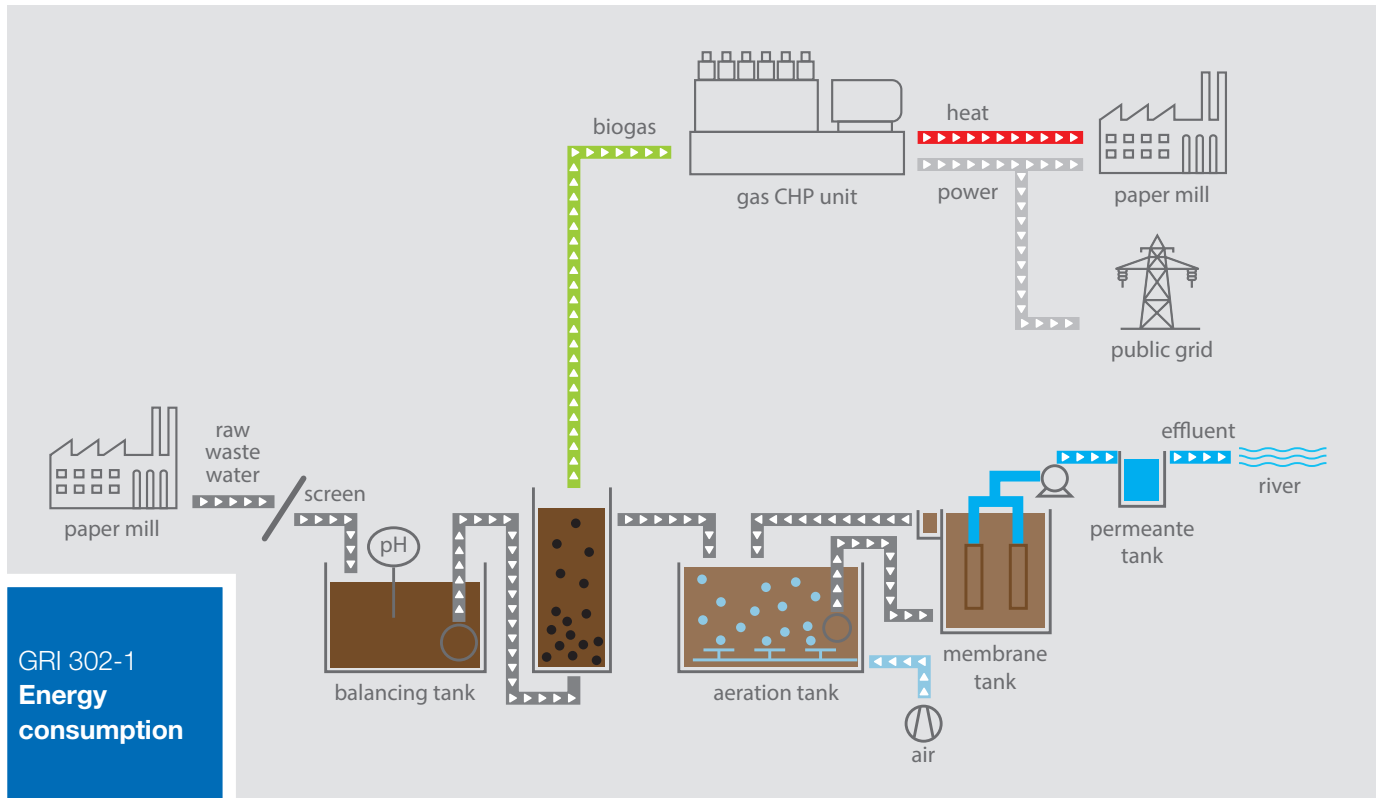 biogas
heat
gas CHP unit
power
paper mill
public grid
raw
waste
water
screen
paper mill
pH
effluent
river
permeante
tank
balancing tank
aeration tank
membrane
tank
air
GRI 302-1
Energy
consumption